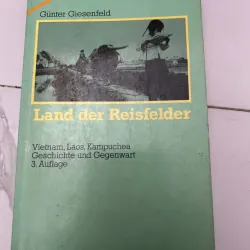 Günter Giesenfeld
Land der Reisfelder
Vietnam, Laos, Kampuchea
Geschichte und Gegenwart
3. Auflage